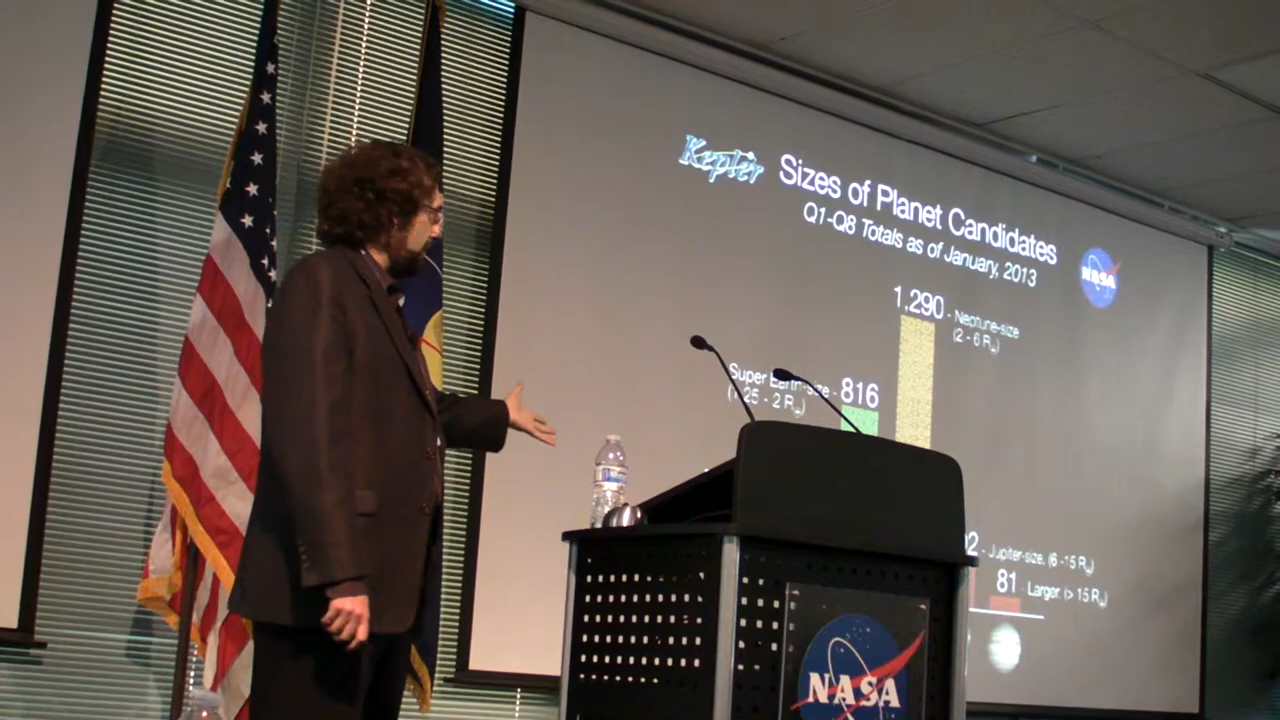 Kepler
Sizes of Planet Candidates
Q1-Q8 Totals as of January, 2013
NASA
1,290 - Neptune-size
(2 - 6 R⊕)
Super Earth-size - 816
(1.25 - 2 R⊕)
2 - Jupiter-size, (6 -15 R⊕)
81 - Larger, (> 15 R⊕)
NASA